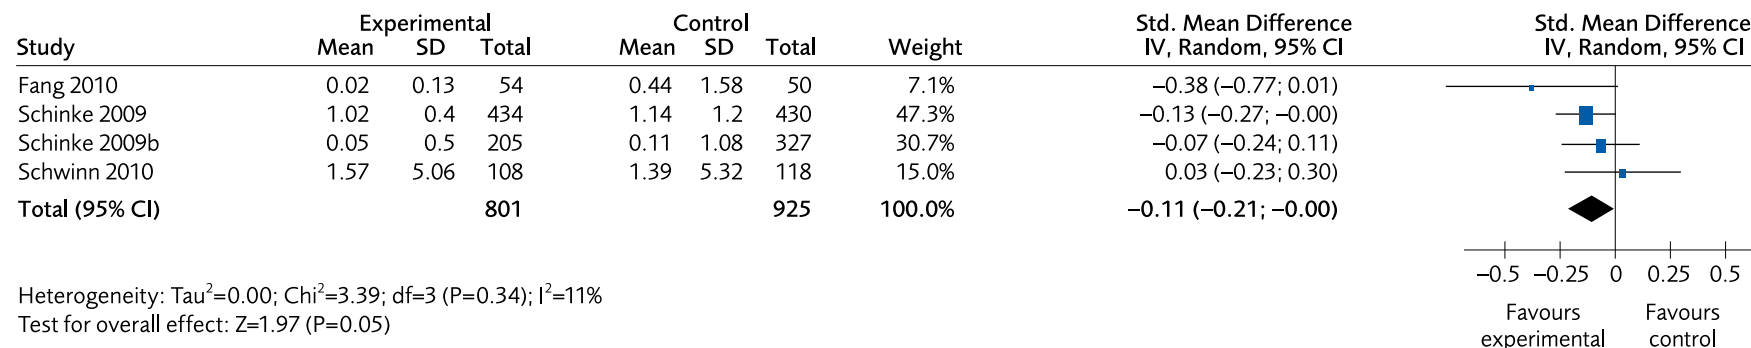 Experimental Control Std. Mean Difference Std. Mean Difference
Study Mean SD Total Mean SD Total Weight IV, Random, 95% CI IV, Random, 95% CI
Fang 2010 0.02 0.13 54 0.44 1.58 50 7.1% −0.38 (−0.77; 0.01)
Schinke 2009 1.02 0.4 434 1.14 1.2 430 47.3% −0.13 (−0.27; −0.00)
Schinke 2009b 0.05 0.5 205 0.11 1.08 327 30.7% −0.07 (−0.24; 0.11)
Schwinn 2010 1.57 5.06 108 1.39 5.32 118 15.0% 0.03 (−0.23; 0.30)
Total (95% CI) 801 925 100.0% −0.11 (−0.21; −0.00)
−0.5 −0.25 0 0.25 0.5
Heterogeneity: Tau²=0.00; Chi²=3.39; df=3 (P=0.34); I²=11%
Test for overall effect: Z=1.97 (P=0.05)
Favours Favours
experimental control